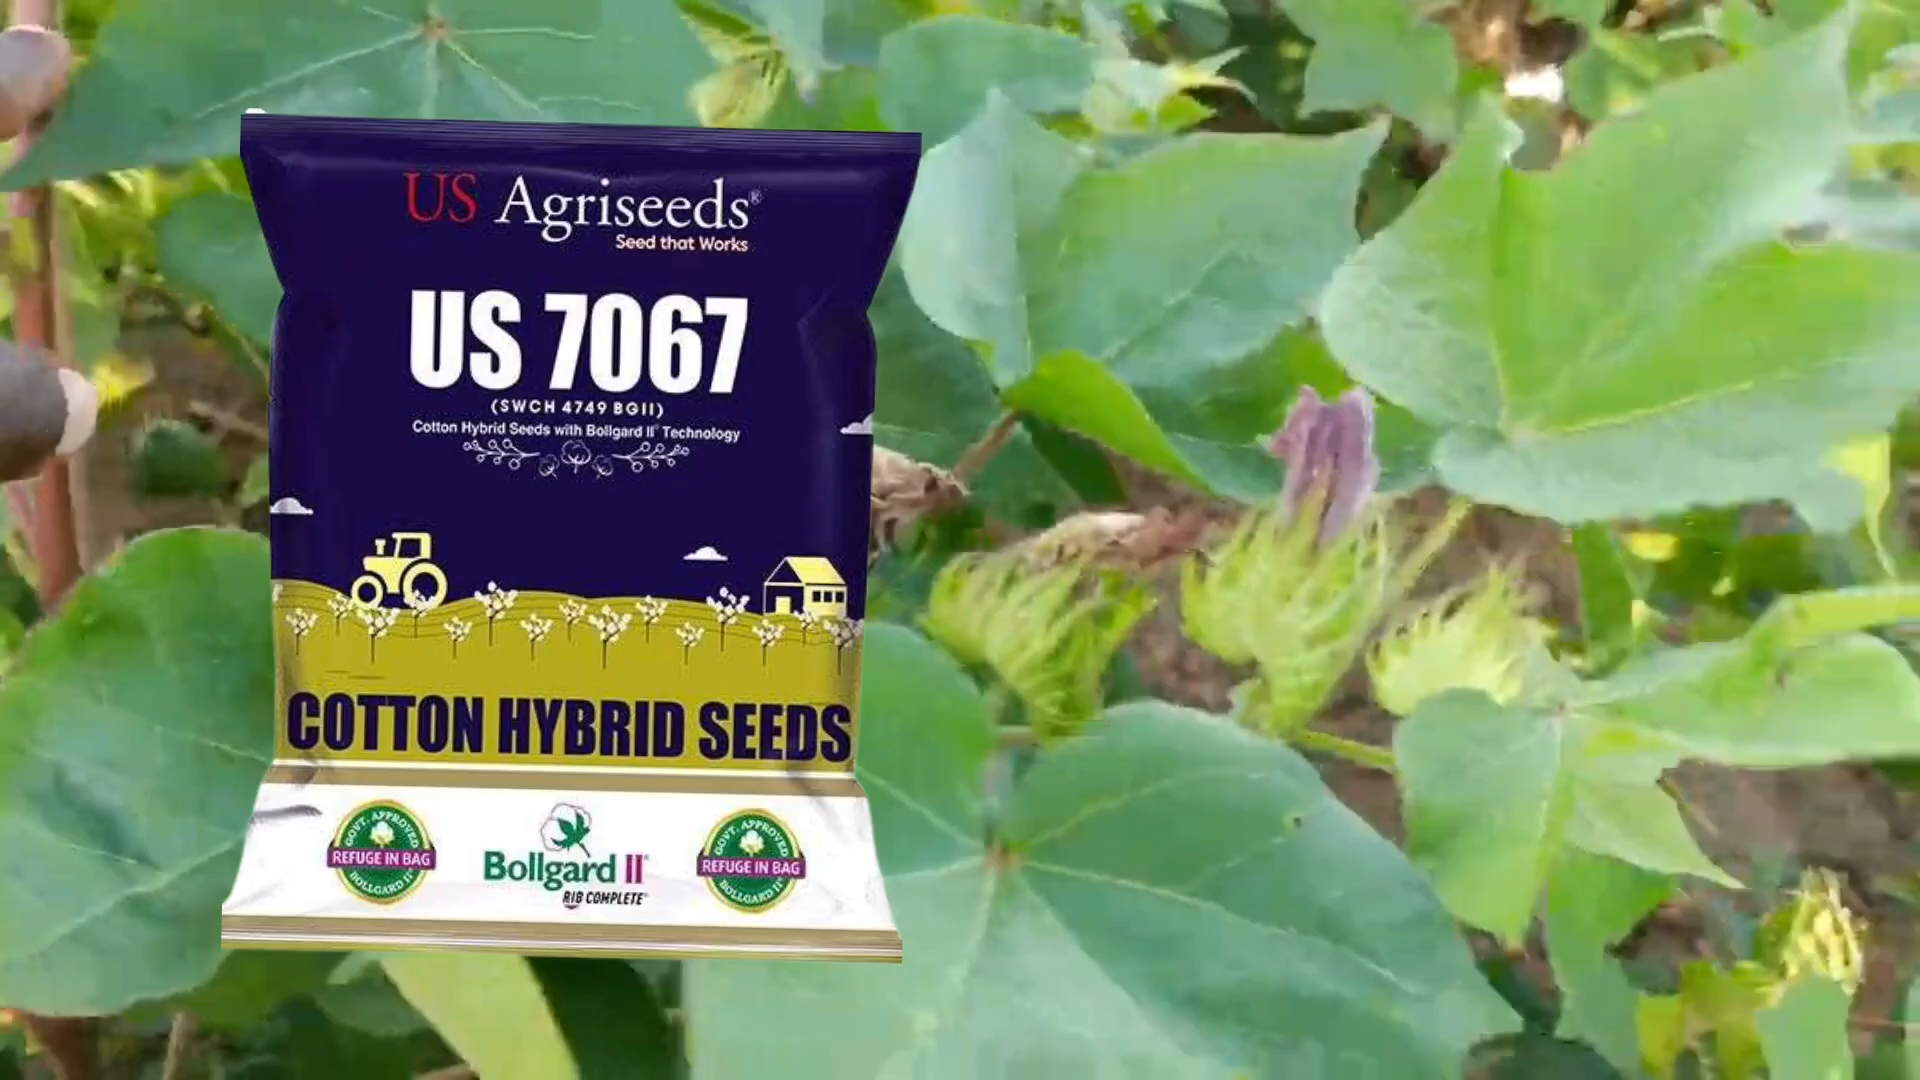 US Agriseeds®
Seed that Works
US 7067
(SWCH 4749 BGII)
Cotton Hybrid Seeds with Bollgard II® Technology
COTTON HYBRID SEEDS
GOVT. APPROVED
REFUGE IN BAG
BOLLGARD II®
Bollgard II®
RIB COMPLETE®
GOVT. APPROVED
REFUGE IN BAG
BOLLGARD II®